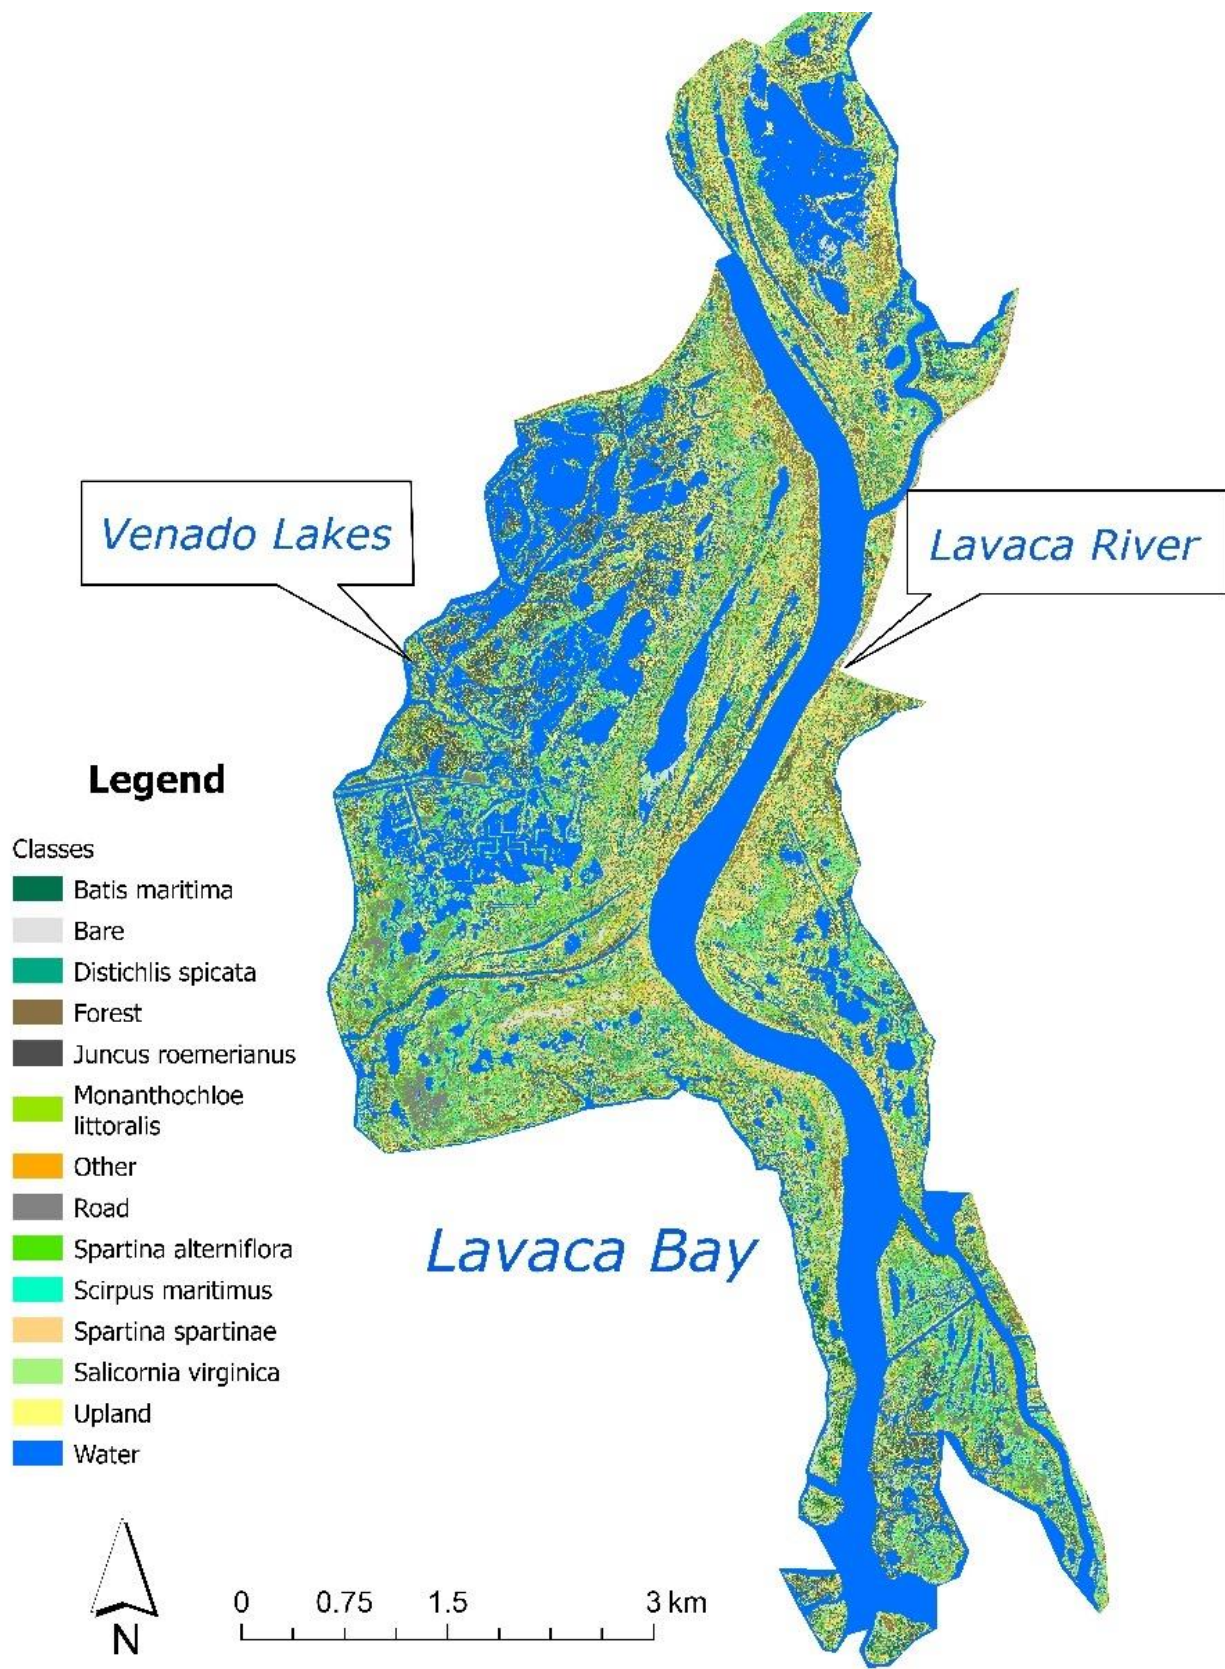 Venado Lakes
Lavaca River
Legend
Classes
Batis maritima
Bare
Distichlis spicata
Forest
Juncus roemerianus
Monanthochloe
littoralis
Other
Road
Spartina alterniflora
Scirpus maritimus
Spartina spartinae
Salicornia virginica
Upland
Water
Lavaca Bay
N
0 0.75 1.5 3 km